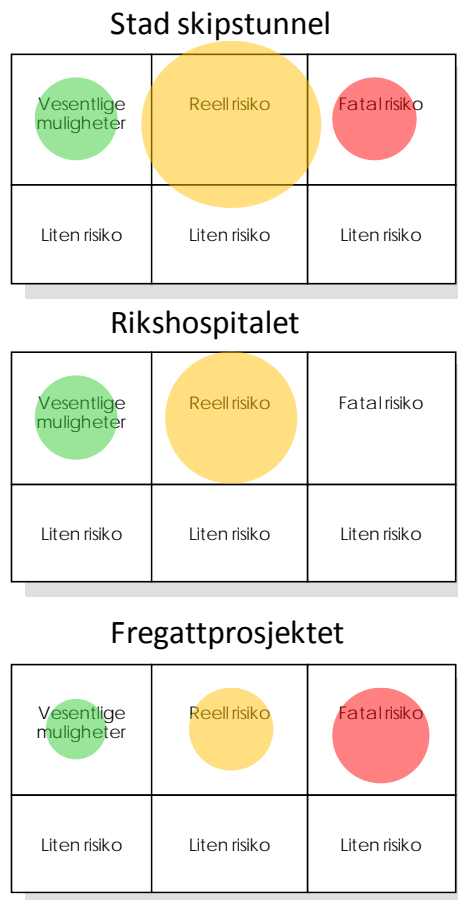 Stad skipstunnel
Vesentlige
muligheter
Reell risiko
Fatal risiko
Liten risiko
Liten risiko
Liten risiko
Rikshospitalet
Vesentlige
muligheter
Reell risiko
Fatal risiko
Liten risiko
Liten risiko
Liten risiko
Fregattprosjektet
Vesentlige
muligheter
Reell risiko
Fatal risiko
Liten risiko
Liten risiko
Liten risiko